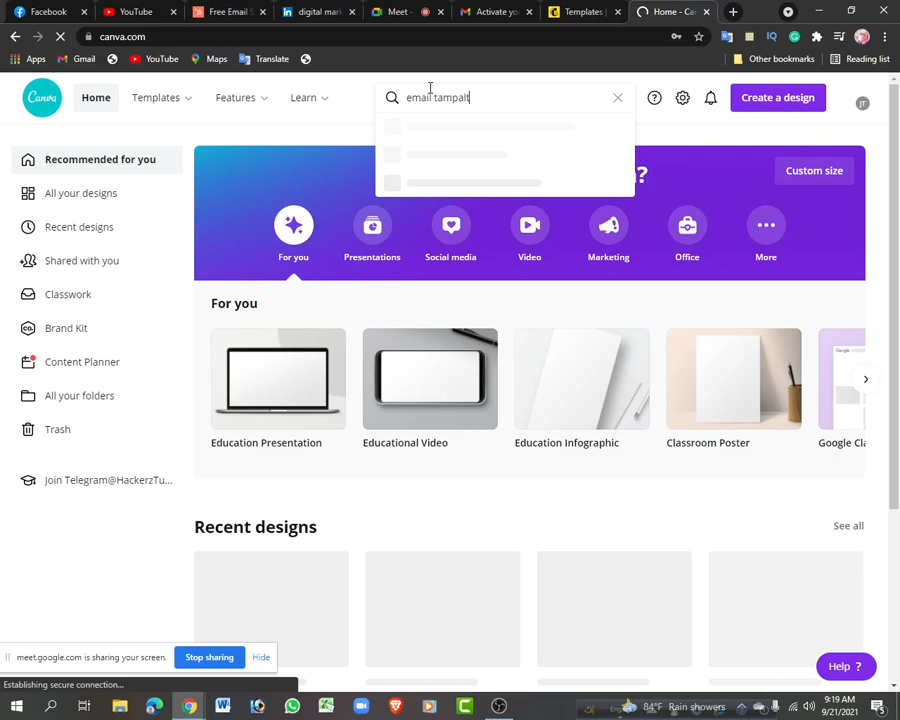 Facebook
YouTube
Free Email S
digital mark
Meet -
Activate yo
Templates |
Home - Can
canva.com
Apps
Gmail
YouTube
Maps
Translate
Other bookmarks
Reading list
Canva
Home
Templates
Features
Learn
email tampalt
Create a design
JT
Recommended for you
All your designs
Recent designs
Shared with you
Classwork
Brand Kit
Content Planner
All your folders
Trash
Join Telegram@HackerzTu...
?
Custom size
For you
Presentations
Social media
Video
Marketing
Office
More
For you
Education Presentation
Educational Video
Education Infographic
Classroom Poster
Google Cla
Recent designs
See all
meet.google.com is sharing your screen.
Stop sharing
Hide
Help ?
Establishing secure connection...
84°F Rain showers
9:19 AM
9/21/2021